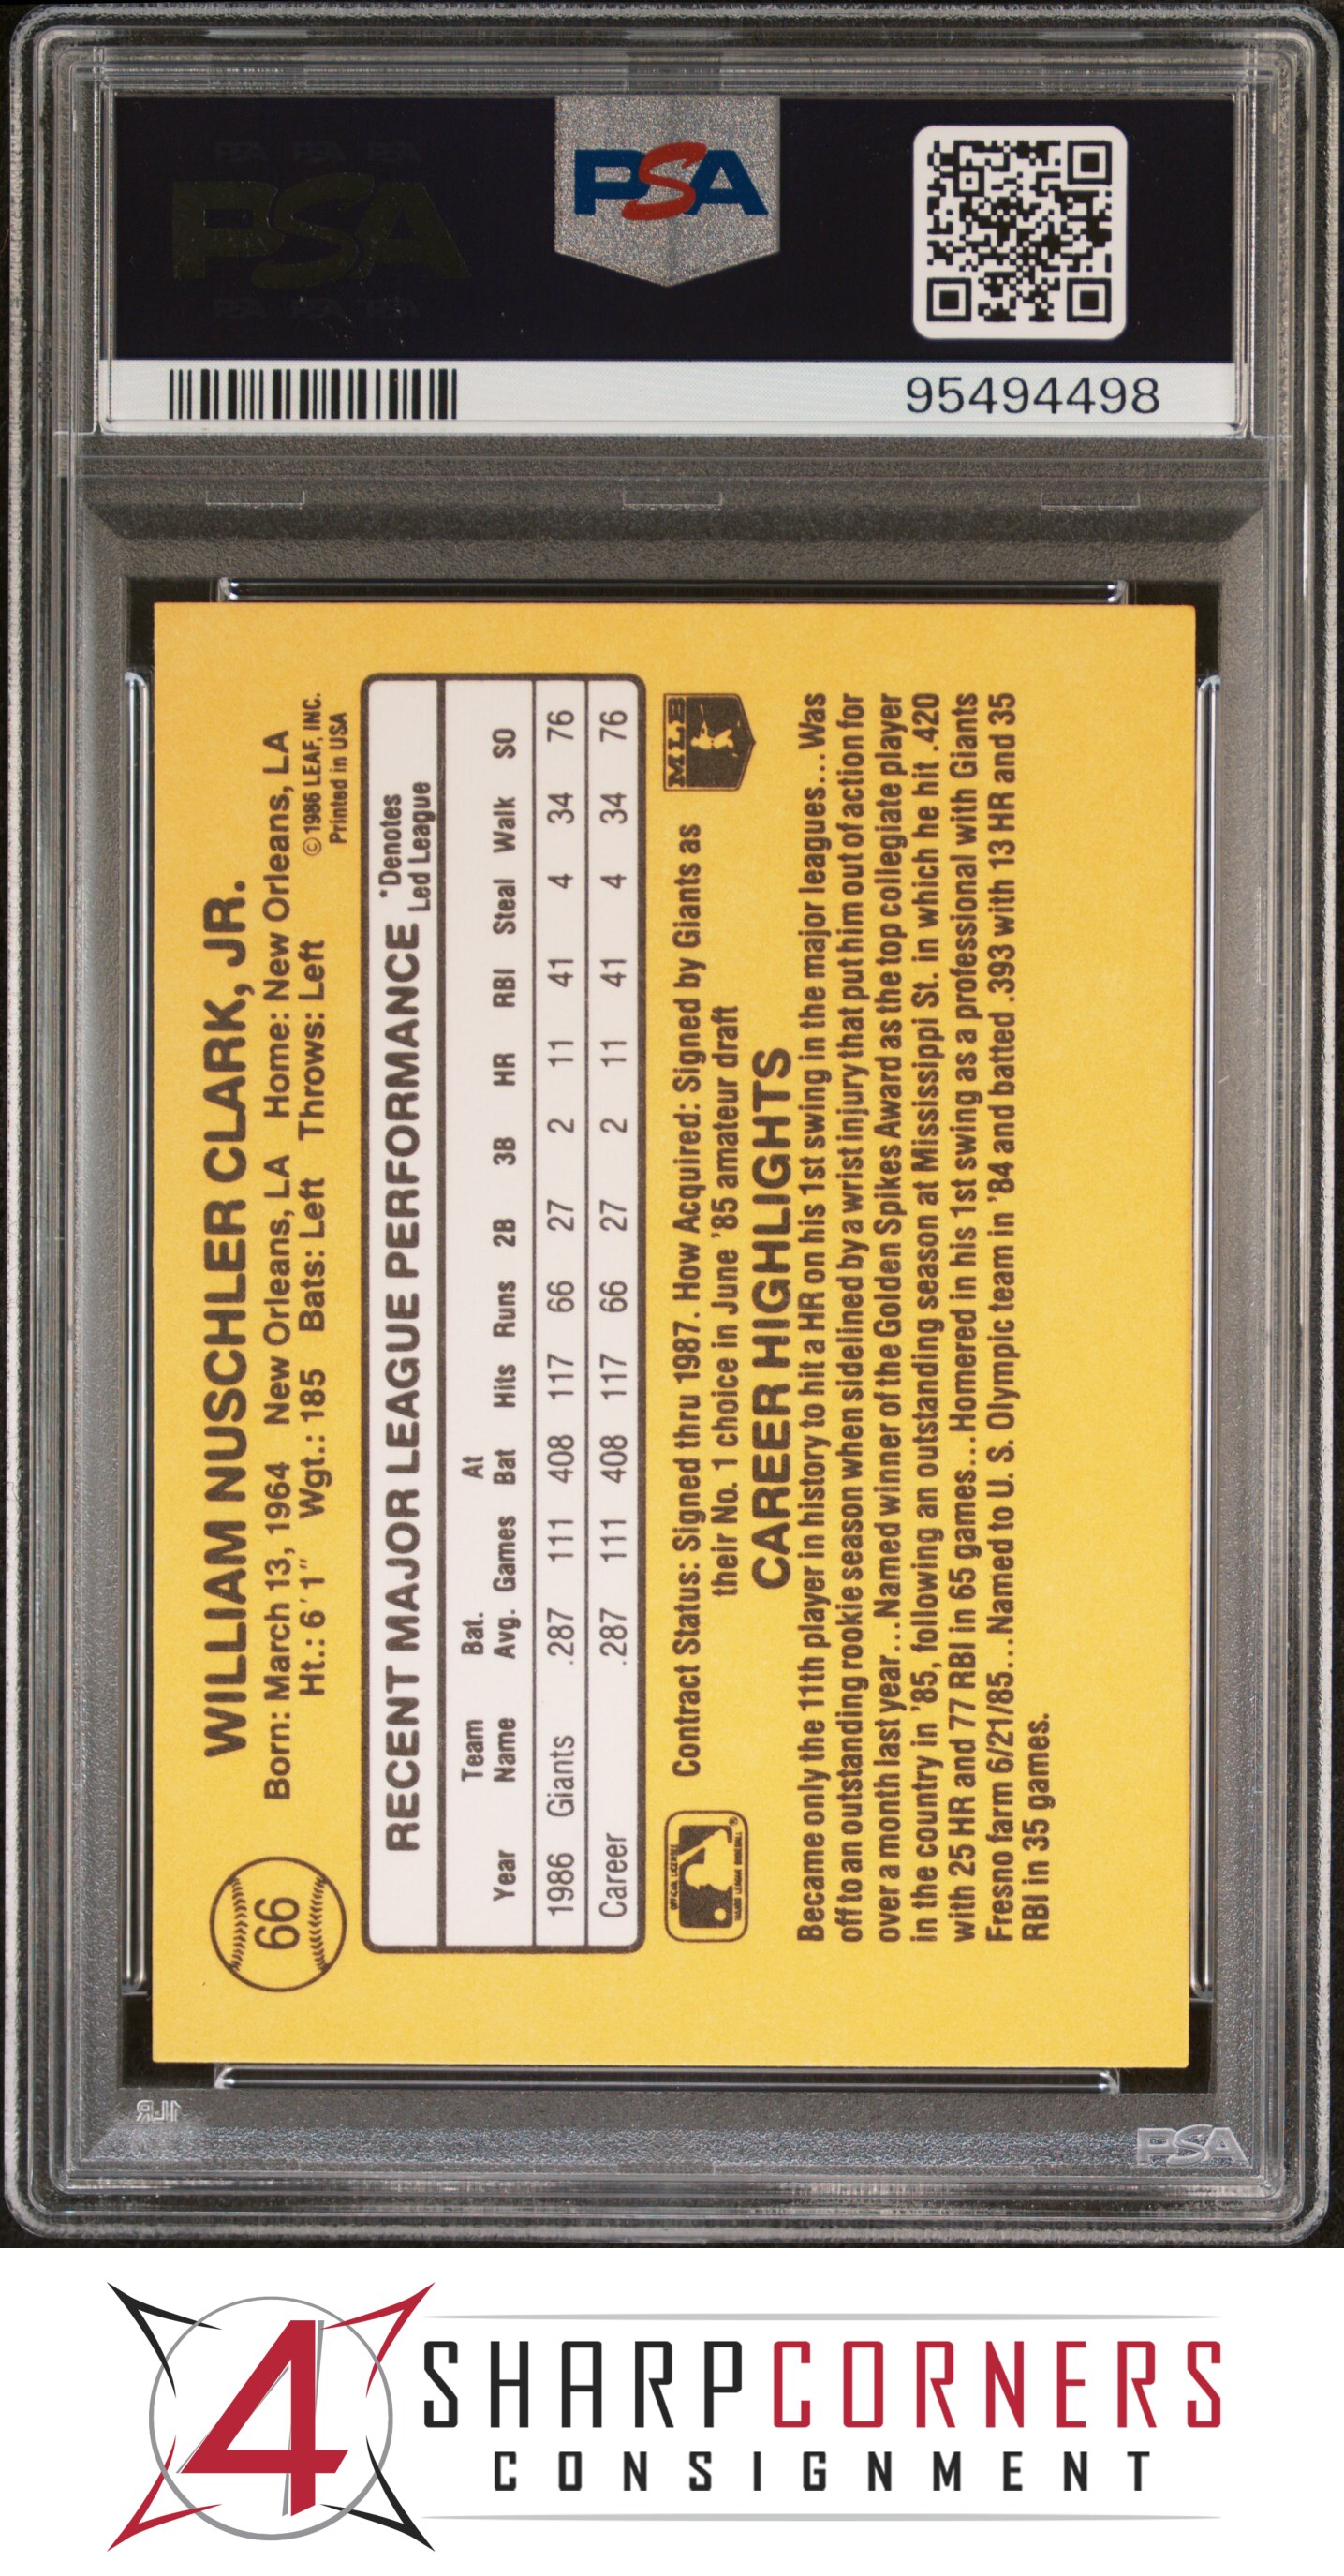 PSA
PSA
95494498
66
WILLIAM NUSCHLER CLARK, JR.
Born: March 13, 1964 New Orleans, LA Home: New Orleans, LA
Ht.: 6′1″ Wgt.: 185 Bats: Left Throws: Left
© 1986 LEAF, INC.
Printed in USA
RECENT MAJOR LEAGUE PERFORMANCE *Denotes Led League
Year Team Name Bat. Avg. Games At Bat Hits Runs 2B 3B HR RBI Steal Walk SO
1986 Giants .287 111 408 117 66 27 2 11 41 4 34 76
Career .287 111 408 117 66 27 2 11 41 4 34 76
Contract Status: Signed thru 1987. How Acquired: Signed by Giants as
their No. 1 choice in June '85 amateur draft
MLB
CAREER HIGHLIGHTS
Became only the 11th player in history to hit a HR on his 1st swing in the major leagues...Was
off to an outstanding rookie season when sidelined by a wrist injury that put him out of action for
over a month last year...Named winner of the Golden Spikes Award as the top collegiate player
in the country in '85, following an outstanding season at Mississippi St. in which he hit .420
with 25 HR and 77 RBI in 65 games...Homered in his 1st swing as a professional with Giants
Fresno farm 6/21/85...Named to U. S. Olympic team in '84 and batted .393 with 13 HR and 35
RBI in 35 games.
PSA
4
SHARPCORNERS
CONSIGNMENT